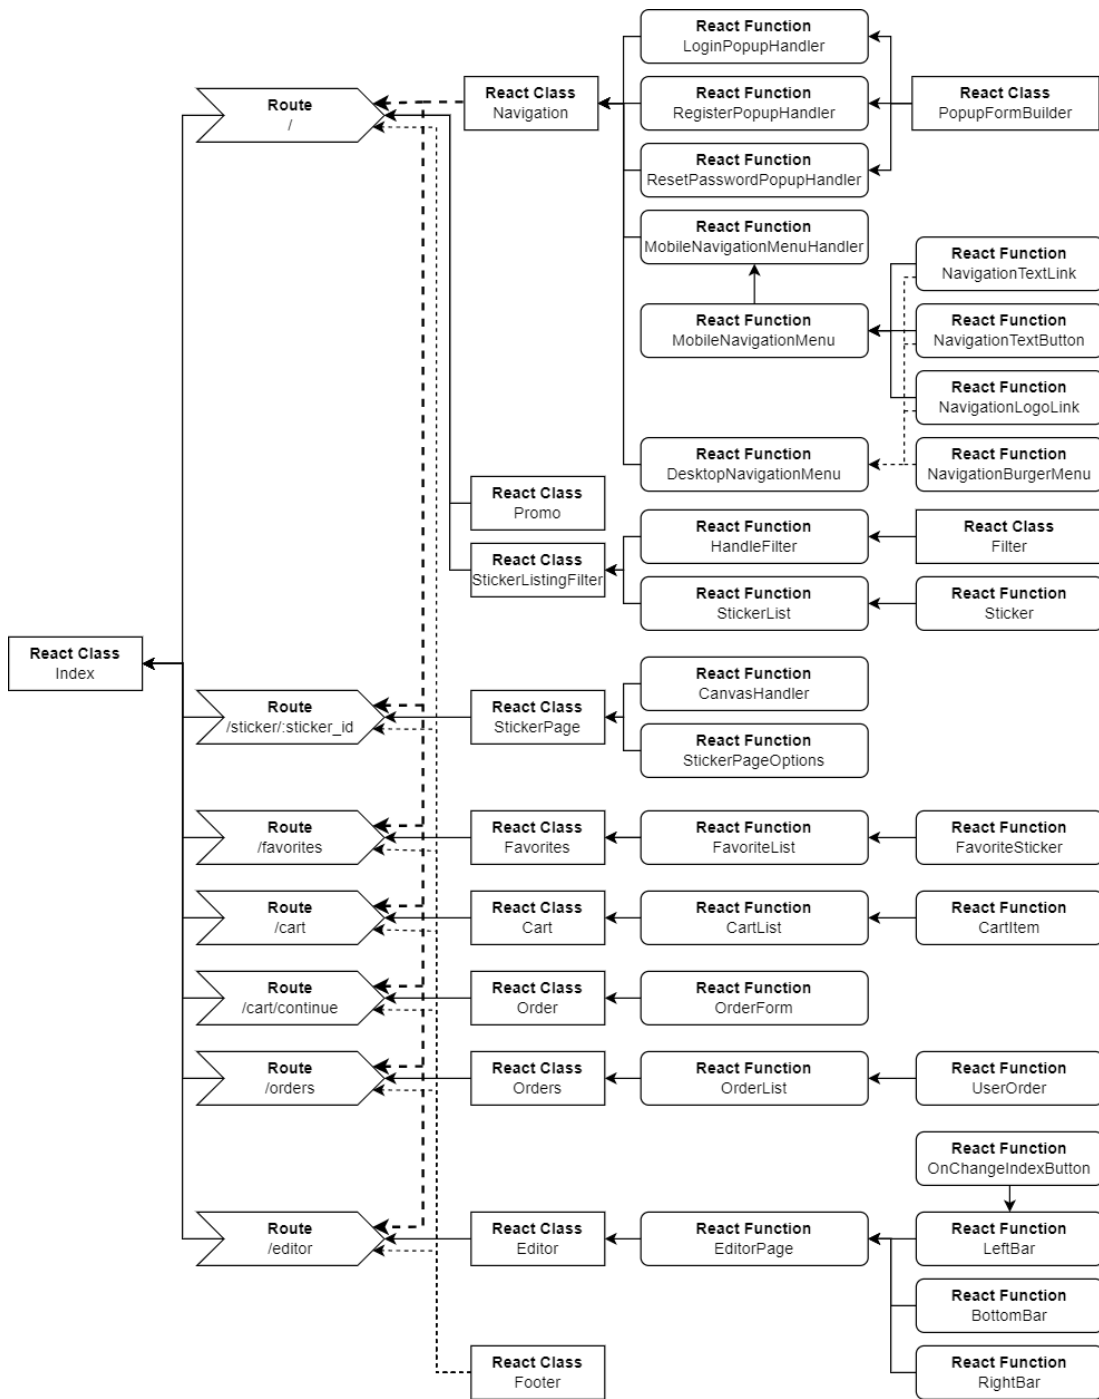 React Function
LoginPopupHandler
Route
/
React Class
Navigation
React Function
RegisterPopupHandler
React Class
PopupFormBuilder
React Function
ResetPasswordPopupHandler
React Function
MobileNavigationMenuHandler
React Function
NavigationTextLink
React Function
MobileNavigationMenu
React Function
NavigationTextButton
React Function
NavigationLogoLink
React Function
DesktopNavigationMenu
React Function
NavigationBurgerMenu
React Class
Promo
React Function
HandleFilter
React Class
Filter
React Class
StickerListingFilter
React Function
StickerList
React Function
Sticker
React Class
Index
React Function
CanvasHandler
Route
/sticker/:sticker_id
React Class
StickerPage
React Function
StickerPageOptions
Route
/favorites
React Class
Favorites
React Function
FavoriteList
React Function
FavoriteSticker
Route
/cart
React Class
Cart
React Function
CartList
React Function
CartItem
Route
/cart/continue
React Class
Order
React Function
OrderForm
Route
/orders
React Class
Orders
React Function
OrderList
React Function
UserOrder
React Function
OnChangeIndexButton
Route
/editor
React Class
Editor
React Function
EditorPage
React Function
LeftBar
React Function
BottomBar
React Class
Footer
React Function
RightBar